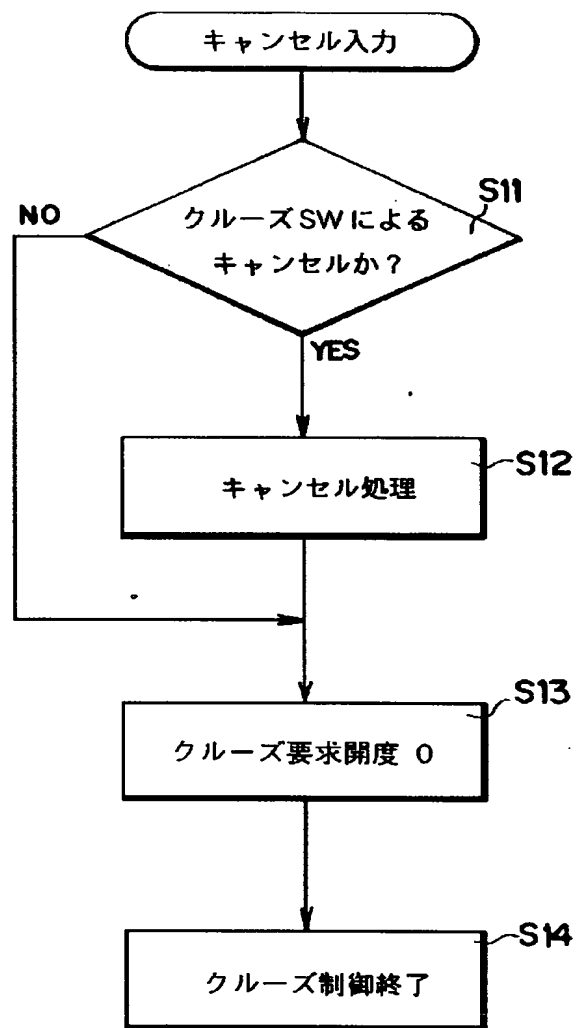 キャンセル入力
S11
NO
クルーズSWによる
キャンセルか?
YES
S12
キャンセル処理
S13
クルーズ要求開度 0
S14
クルーズ制御終了